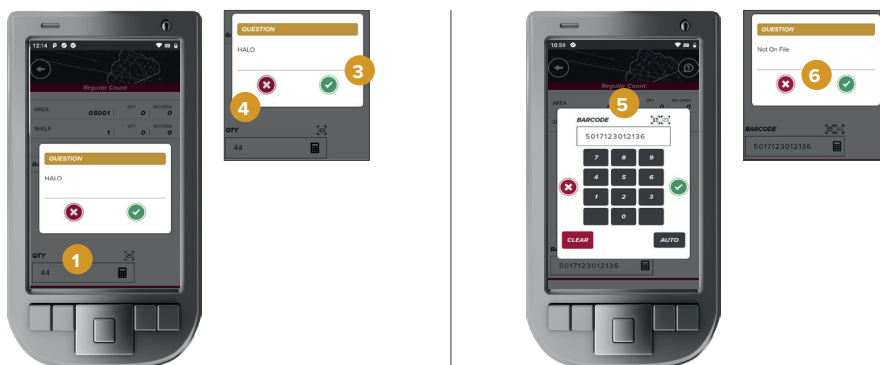 12:14
Regular Count
AREA 05001 QTY 0 RECORDS 0
SHELF 1 QTY 0 RECORDS 0
QUESTION
HALO
QTY
44
1
QUESTION
HALO
3
4
QTY
44
10:59
Regular Count
AREA
QTY 0 RECORDS 0
5
BARCODE
5017123012136
7 8 9
4 5 6
1 2 3
0
CLEAR AUTO
5017123012136
QUESTION
Not On File
6
BARCODE
5017123012136